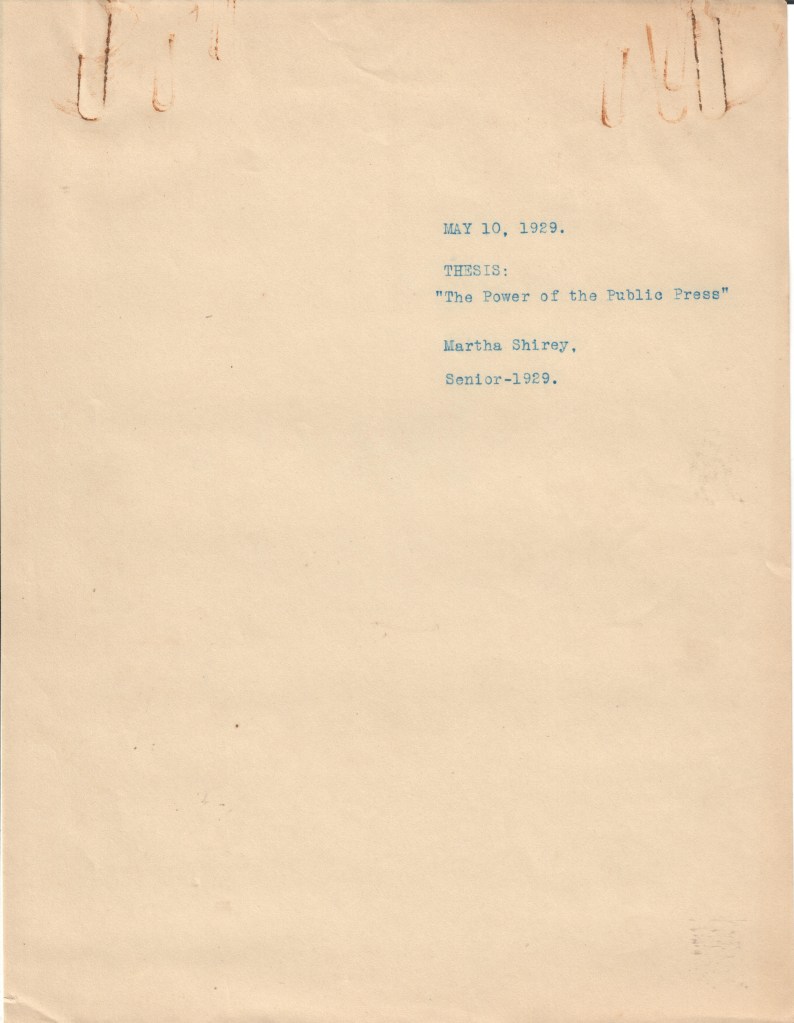 MAY 10, 1929.
THESIS:
"The Power of the Public Press"
Martha Shirey,
Senior-1929.